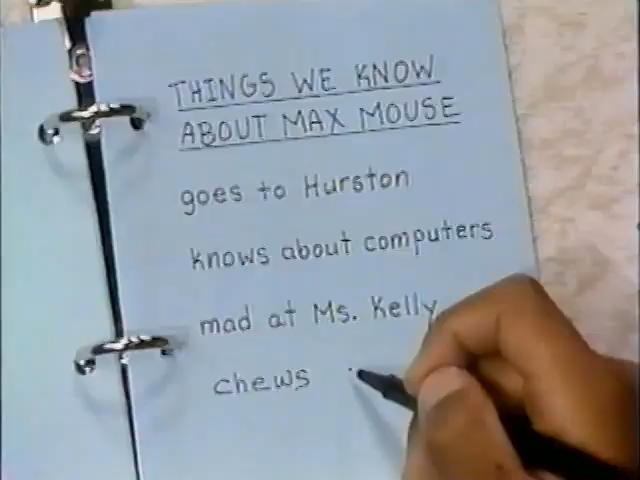 THINGS WE KNOW
ABOUT MAX MOUSE
goes to Hurston
knows about computers
mad at Ms. Kelly
chews